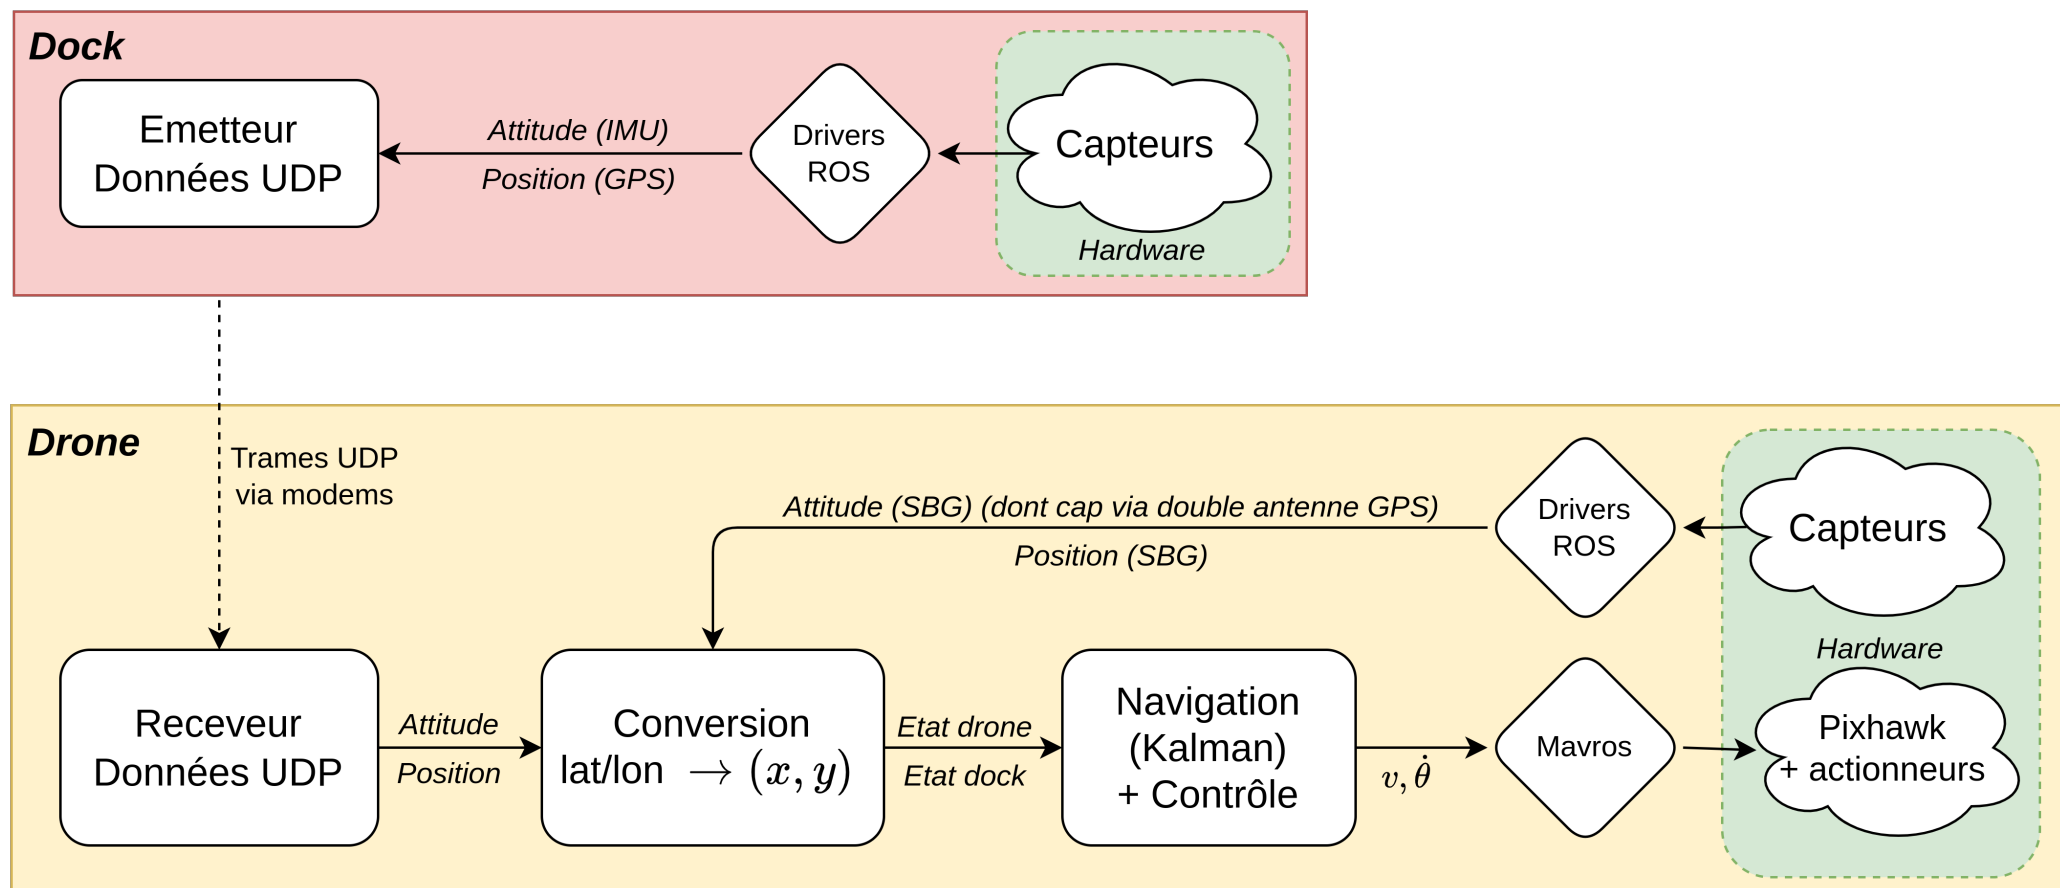 Dock
Emetteur
Données UDP
Attitude (IMU)
Position (GPS)
Drivers
ROS
Capteurs
Hardware
Drone
Trames UDP
via modems
Attitude (SBG) (dont cap via double antenne GPS)
Position (SBG)
Drivers
ROS
Capteurs
Hardware
Receveur
Données UDP
Attitude
Position
Conversion
lat/lon → (x, y)
Etat drone
Etat dock
Navigation
(Kalman)
+ Contrôle
v, θ̇
Mavros
Pixhawk
+ actionneurs